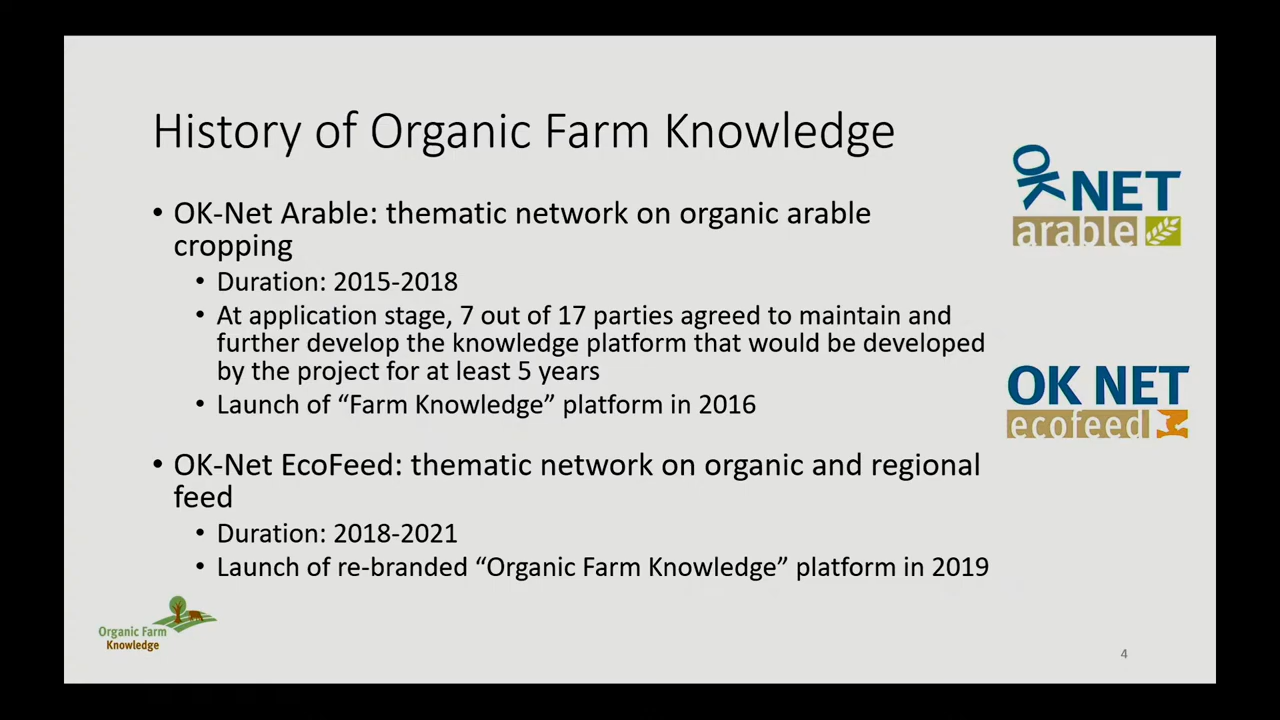 History of Organic Farm Knowledge
• OK-Net Arable: thematic network on organic arable
cropping
• Duration: 2015-2018
• At application stage, 7 out of 17 parties agreed to maintain and
further develop the knowledge platform that would be developed
by the project for at least 5 years
• Launch of “Farm Knowledge” platform in 2016
• OK-Net EcoFeed: thematic network on organic and regional
feed
• Duration: 2018-2021
• Launch of re-branded “Organic Farm Knowledge” platform in 2019
OK NET
arable
OK NET
ecofeed
Organic Farm
Knowledge
4